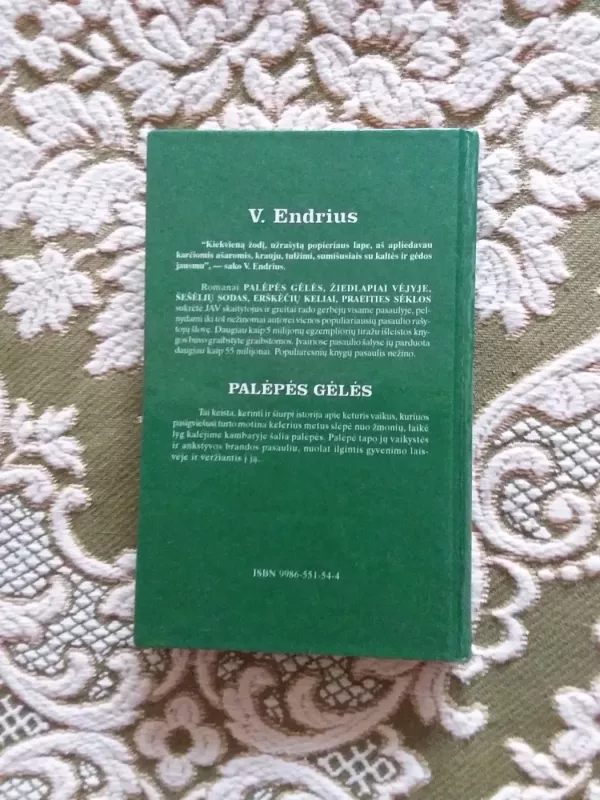 V. Endrius
"Kiekvieną žodį, užrašytą popieriaus lape, aš apliedavau
karčiomis ašaromis, krauju, tulžimi, sumišusiais su kaltės ir gėdos
jausmu", — sako V. Endrius.
Romanai PALĖPĖS GĖLĖS, ŽIEDLAPIAI VĖJYJE,
ŠEŠĖLIŲ SODAS, ERŠKĖČIŲ KELIAI, PRAEITIES SĖKLOS
sukrėtė JAV skaitytojus ir greitai rado gerbėjų visame pasaulyje, pel-
nydami iki tol nežinomai autorei vienos populiariausių pasaulio rašy-
tojų šlovę. Daugiau kaip 5 milijonų egzempliorių tiražu išleistos kny-
gos buvo graibstyte graibstomos. Įvairiose pasaulio šalyse jų parduota
daugiau kaip 55 milijonai. Populiaresnių knygų pasaulis nežino.
PALĖPĖS GĖLĖS
Tai keista, kerinti ir šiurpi istorija apie keturis vaikus, kuriuos
pasigviešusi turto motina kelerius metus slėpė nuo žmonių, laikė
lyg kalėjime kambaryje šalia palėpės. Palėpė tapo jų vaikystės
ir ankstyvos brandos pasauliu, nuolat ilgintis gyvenimo lais-
vėje ir veržiantis į ją.
ISBN 9986-551-54-4